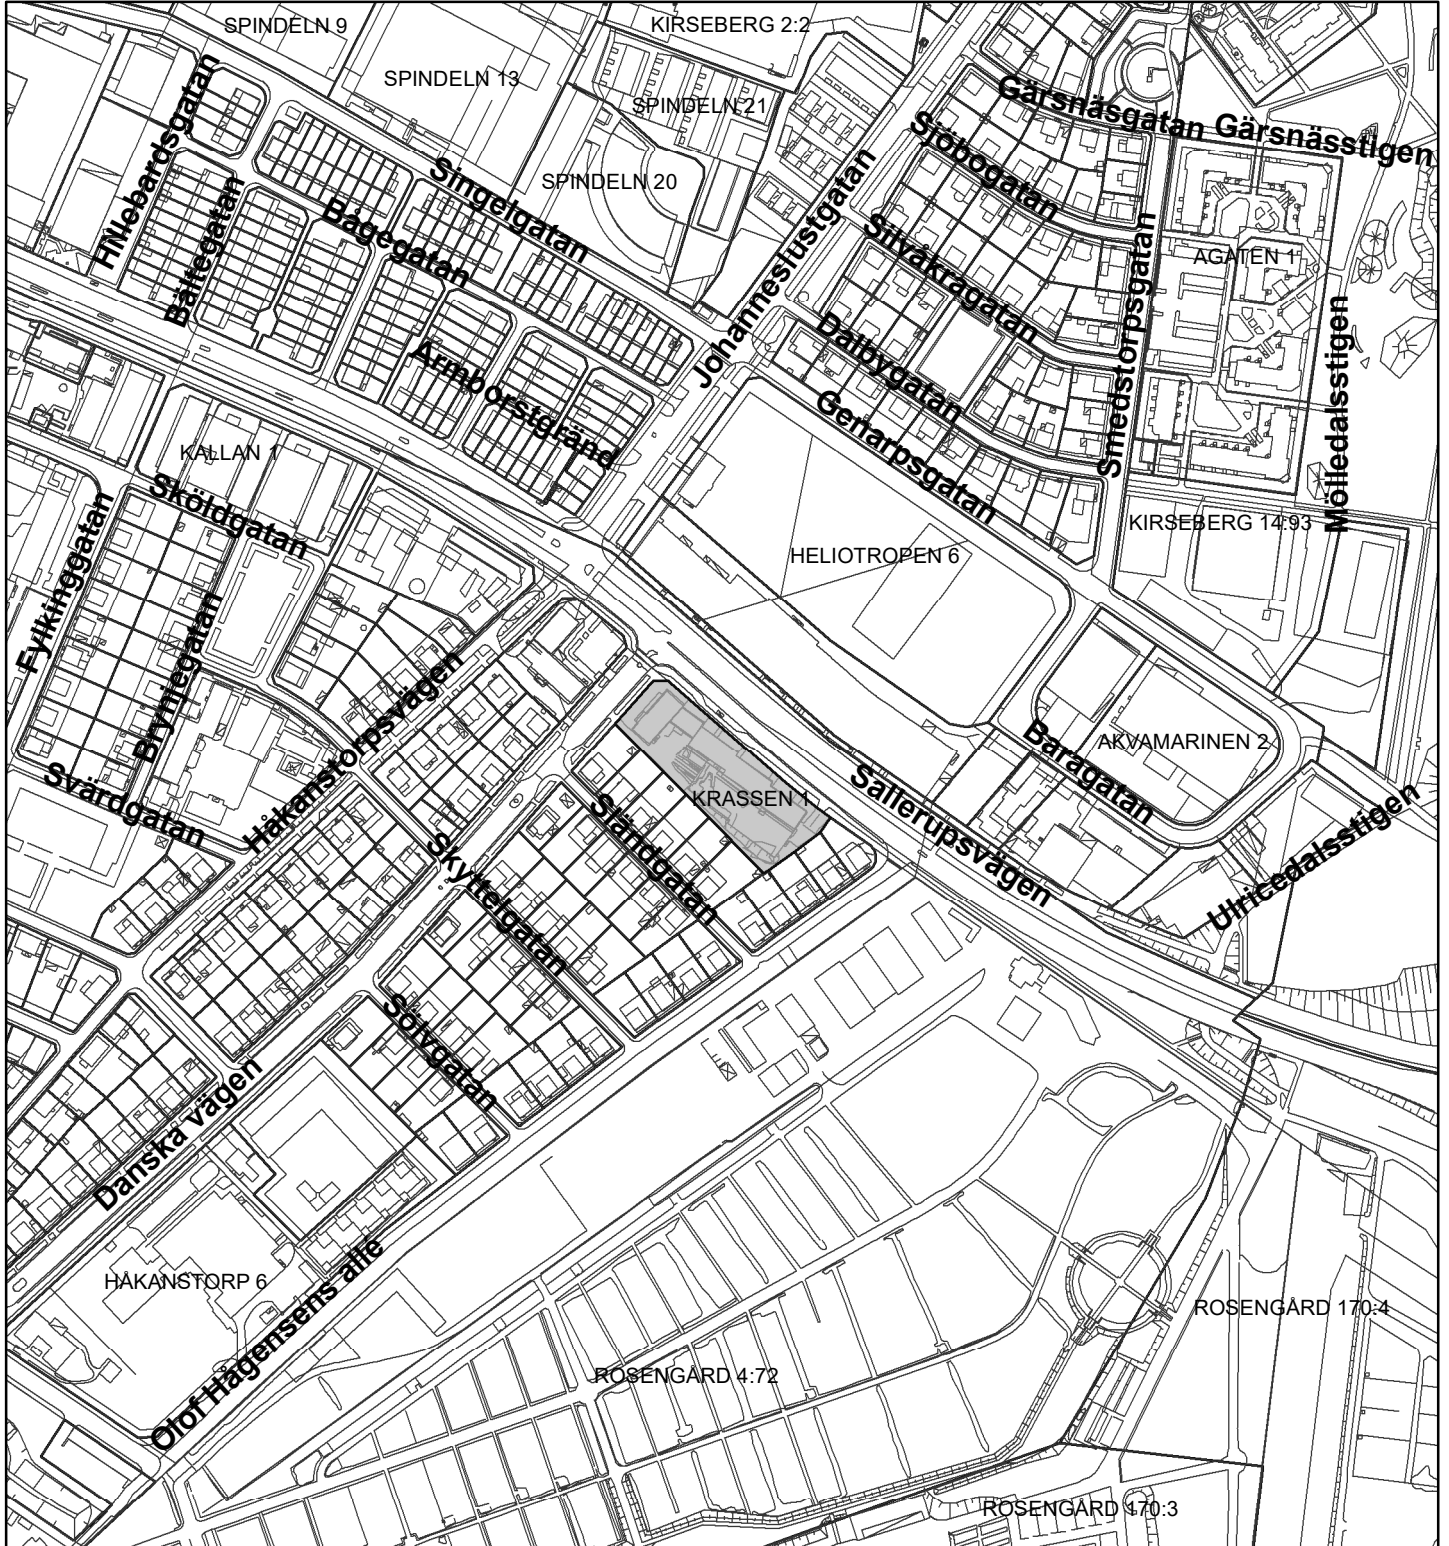 SPINDELN 9
KIRSEBERG 2:2
SPINDELN 13
SPINDELN 21
Gärsnäsgatan
Gärsnässtigen
Sjöbogatan
Singelgatan
SPINDELN 20
Hillebardsgatan
Bältegatan
Bågegatan
Johanneslustgatan
Silvåkragatan
Smedstorpsgatan
AGATEN 1
Mölledalsstigen
Dalbygatan
Armborstgränd
Genarpsgatan
KALLAN 1
Sköldgatan
KIRSEBERG 14:93
HELIOTROPEN 6
Fylkinggatan
Brynjegatan
Håkanstorpsvägen
AKVAMARINEN 2
Baragatan
KRASSEN 1
Svärdgatan
Sländgatan
Sallerupsvägen
Ulricedalsstigen
Skyttelgatan
Sölvgatan
Danska vägen
HÅKANSTORP 6
Olof Hågensens alle
ROSENGÅRD 170:4
ROSENGÅRD 4:72
ROSENGÅRD 170:3